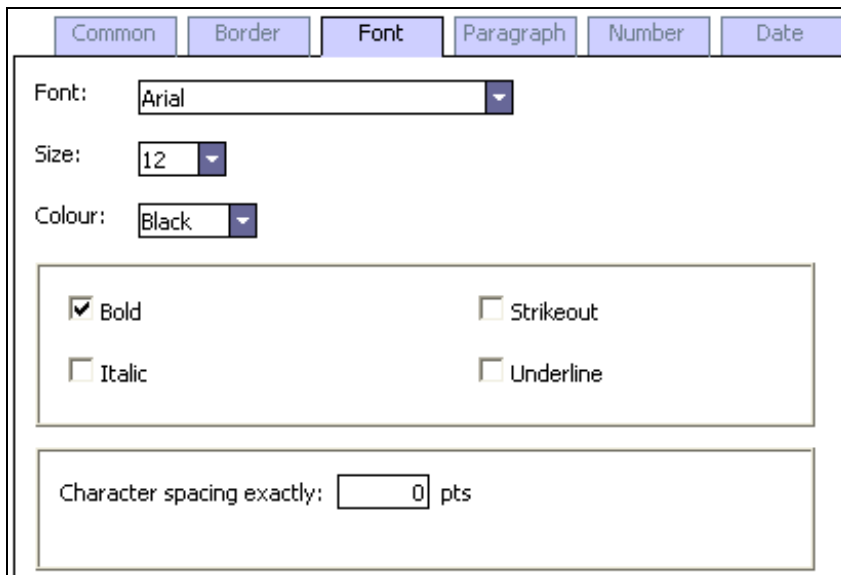 Common Border Font Paragraph Number Date
Font: Arial
Size: 12
Colour: Black
Bold Strikeout
Italic Underline
Character spacing exactly: 0 pts